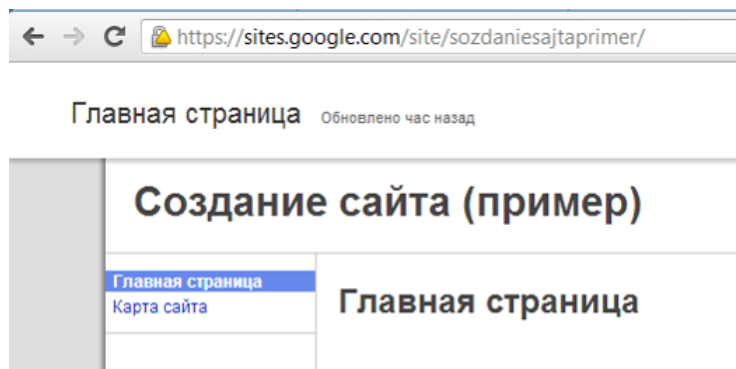 https://sites.google.com/site/sozdaniesajtaprimer/
Главная страница Обновлено час назад
Создание сайта (пример)
Главная страница
Карта сайта
Главная страница